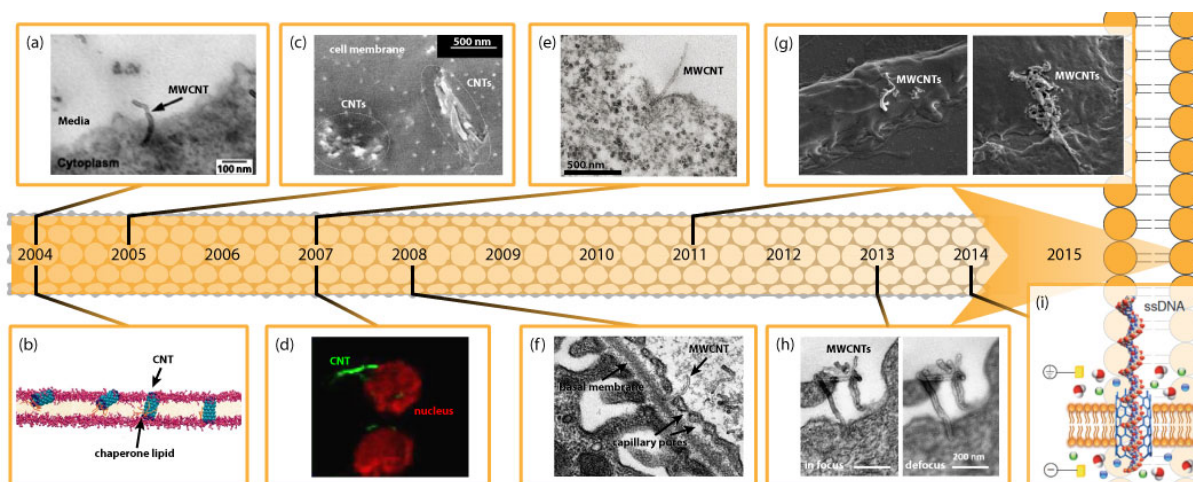 (a)
MWCNT
Media
Cytoplasm
100 nm
(c)
cell membrane
500 nm
CNTs
CNTs
(e)
MWCNT
500 nm
(g)
MWCNTs
MWCNTs
2004 2005 2006 2007 2008 2009 2010 2011 2012 2013 2014 2015
(b)
CNT
chaperone lipid
(d)
CNT
nucleus
(f)
MWCNT
Basal membrane
capillary pores
(h)
MWCNTs
in focus
defocus
200 nm
(i)
ssDNA
+
−